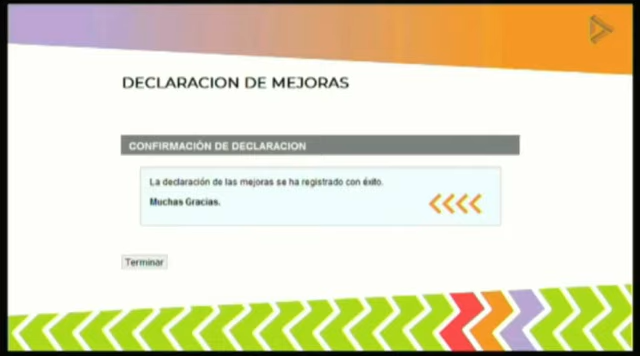 DECLARACION DE MEJORAS
CONFIRMACIÓN DE DECLARACION
La declaración de las mejoras se ha registrado con éxito.
Muchas Gracias.
Terminar